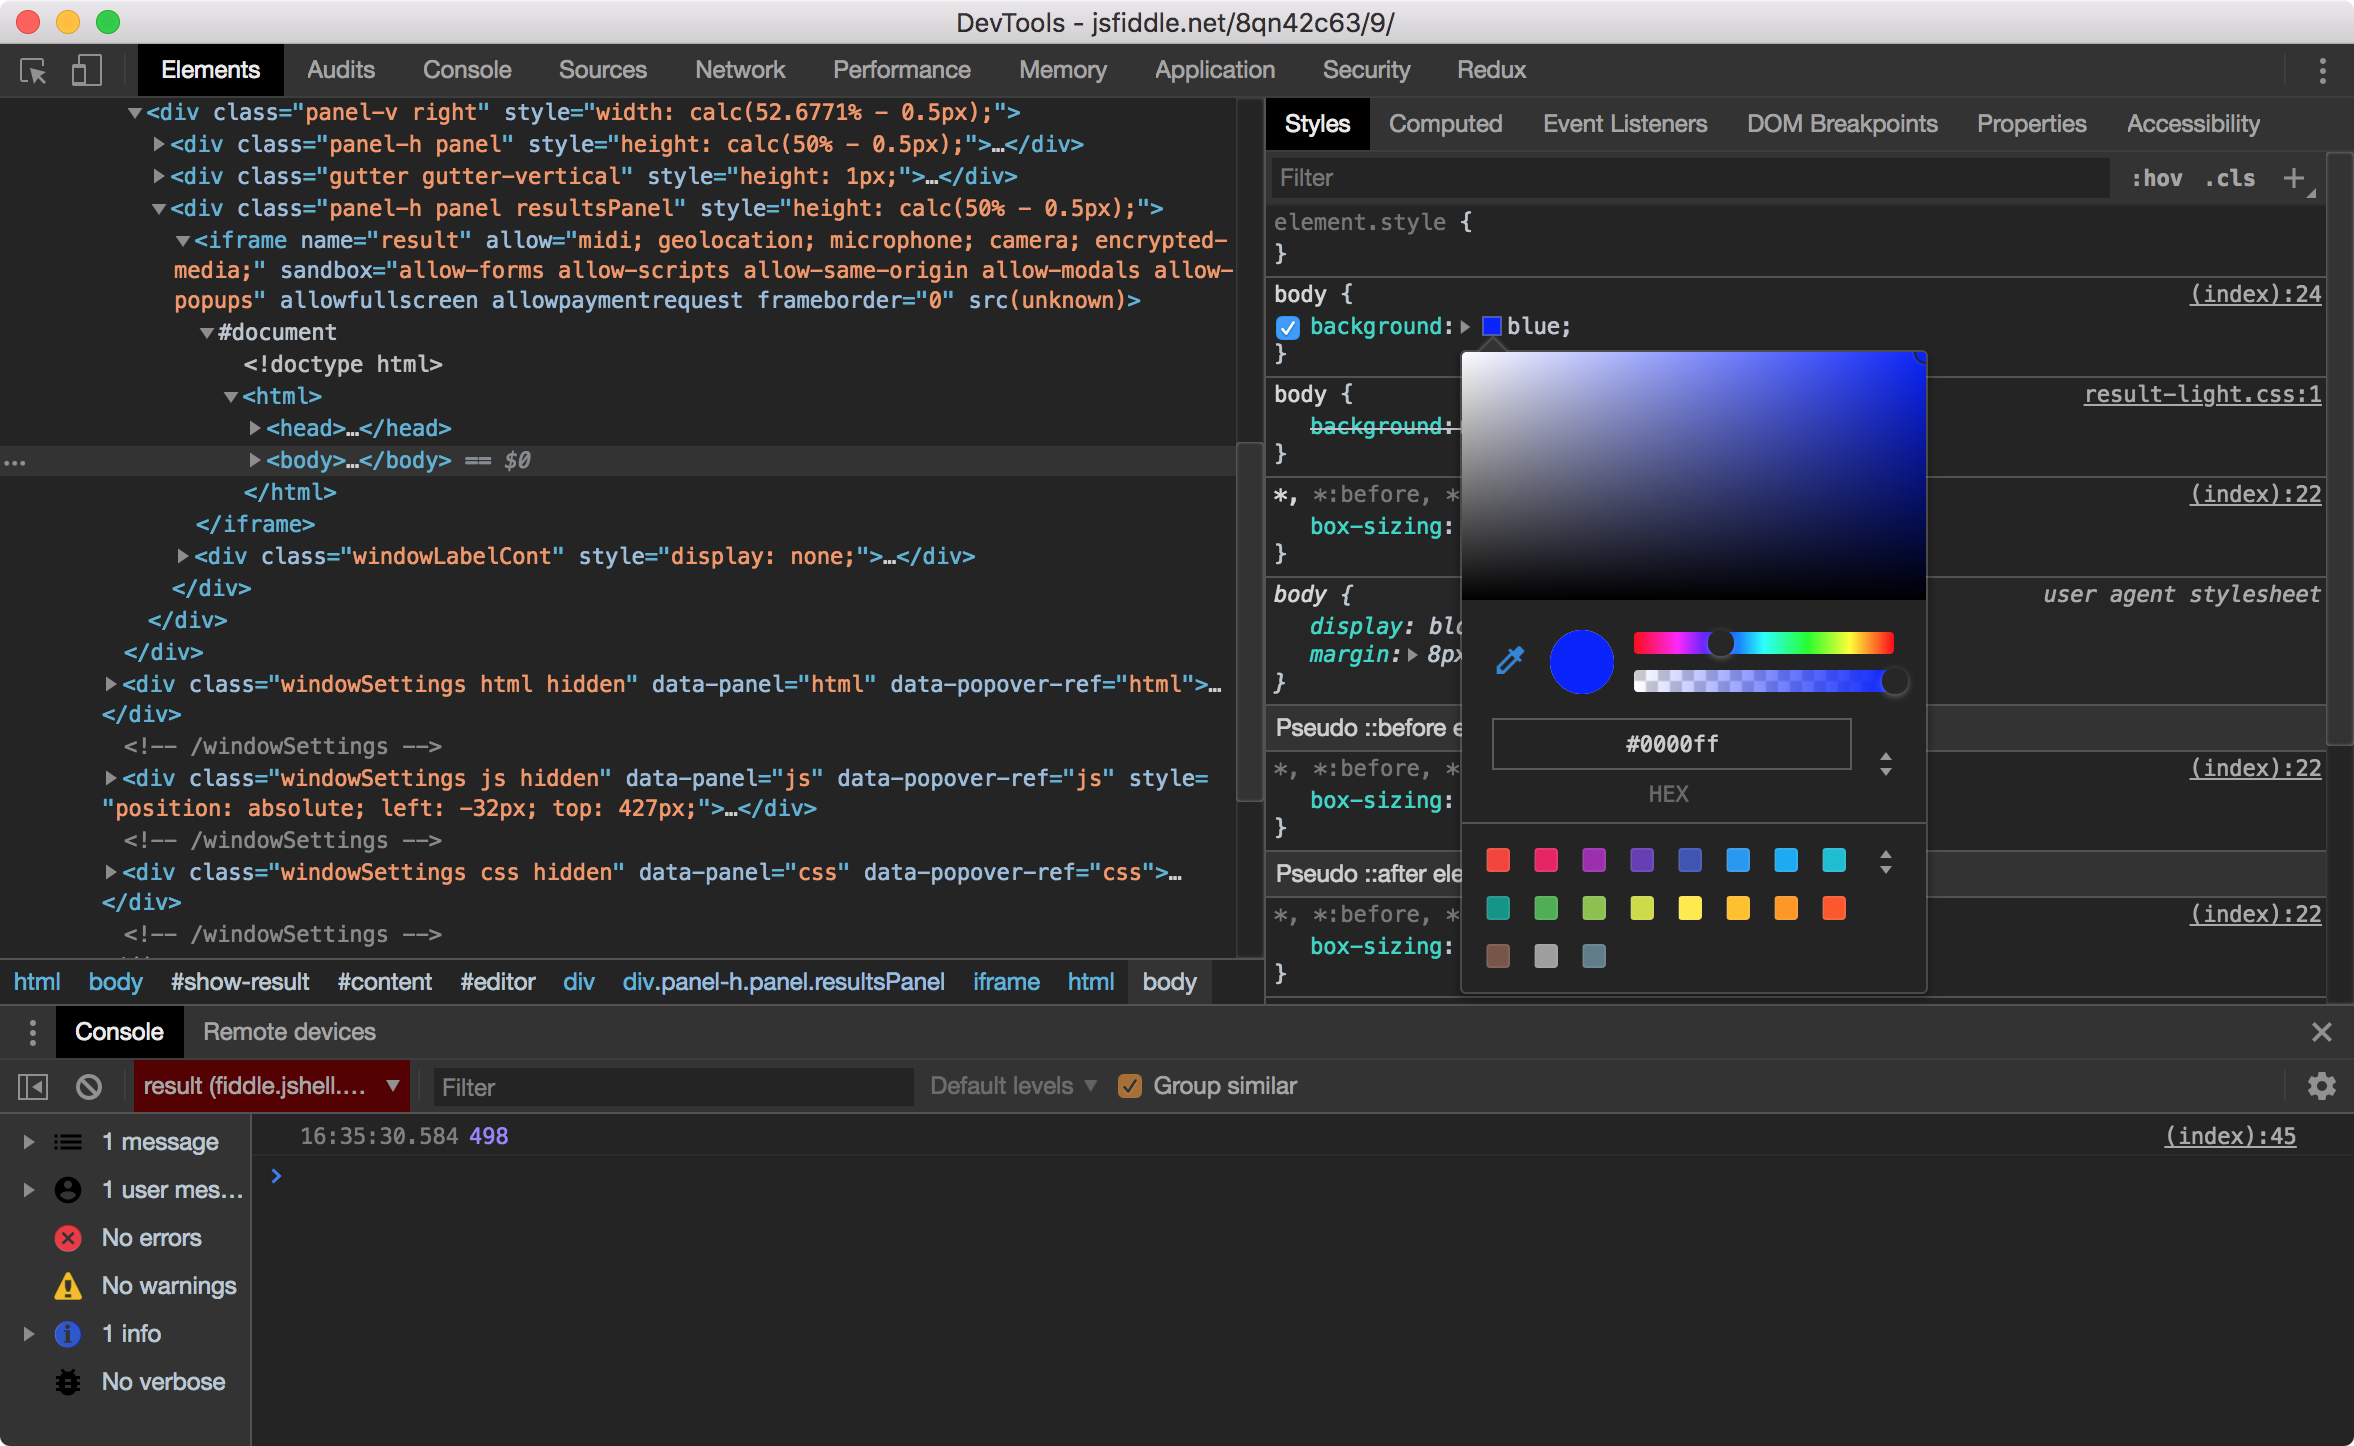 DevTools - jsfiddle.net/8qn42c63/9/
Elements Audits Console Sources Network Performance Memory Application Security Redux
<div class="panel-v right" style="width: calc(52.6771% - 0.5px);">
<div class="panel-h panel" style="height: calc(50% - 0.5px);">…</div>
<div class="gutter gutter-vertical" style="height: 1px;">…</div>
<div class="panel-h panel resultsPanel" style="height: calc(50% - 0.5px);">
<iframe name="result" allow="midi; geolocation; microphone; camera; encrypted-
media;" sandbox="allow-forms allow-scripts allow-same-origin allow-modals allow-
popups" allowfullscreen allowpaymentrequest frameborder="0" src(unknown)>
#document
<!doctype html>
<html>
<head>…</head>
<body>…</body> == $0
</html>
</iframe>
<div class="windowLabelCont" style="display: none;">…</div>
</div>
</div>
</div>
<div class="windowSettings html hidden" data-panel="html" data-popover-ref="html">…
</div>
<!-- /windowSettings -->
<div class="windowSettings js hidden" data-panel="js" data-popover-ref="js" style=
"position: absolute; left: -32px; top: 427px;">…</div>
<!-- /windowSettings -->
<div class="windowSettings css hidden" data-panel="css" data-popover-ref="css">…
</div>
<!-- /windowSettings -->
html body #show-result #content #editor div div.panel-h.panel.resultsPanel iframe html body
Styles Computed Event Listeners DOM Breakpoints Properties Accessibility
Filter :hov .cls +
element.style {
}
body { (index):24
background: blue;
}
body { result-light.css:1
background:
}
*, *:before, * (index):22
box-sizing:
}
body { user agent stylesheet
display: blo
margin: 8px
}
Pseudo ::before e
*, *:before, * (index):22
box-sizing:
}
Pseudo ::after ele
*, *:before, * (index):22
box-sizing:
}
#0000ff
HEX
Console Remote devices
result (fiddle.jshell.… Filter Default levels Group similar
1 message
1 user mes…
No errors
No warnings
1 info
No verbose
16:35:30.584 498 (index):45